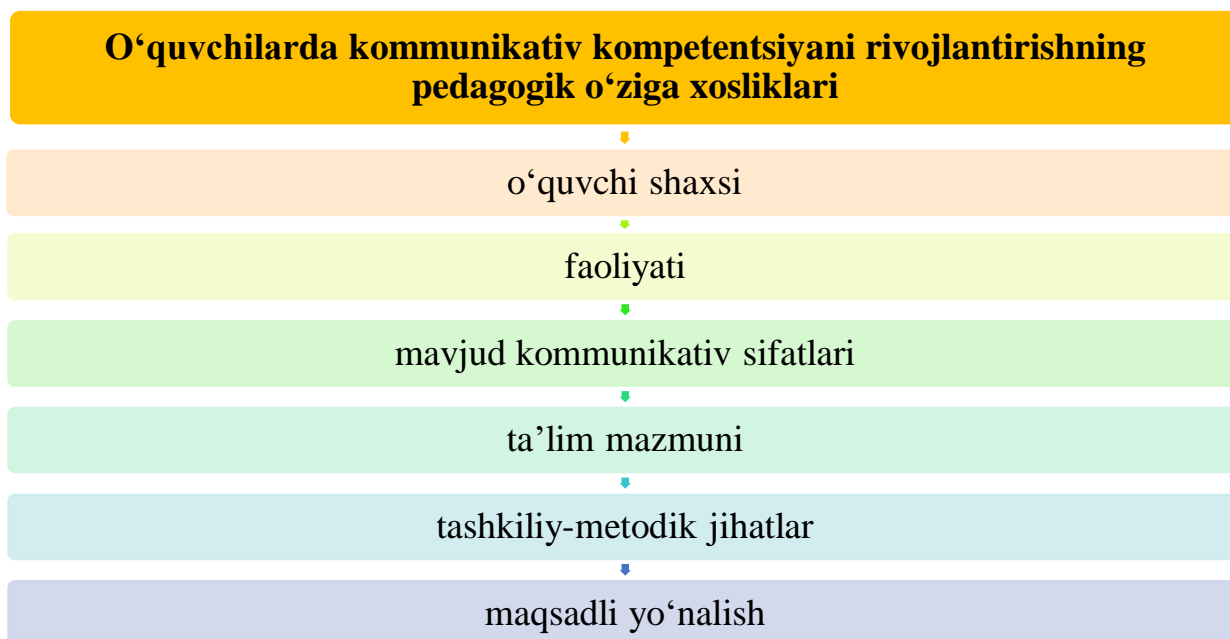 O‘quvchilarda kommunikativ kompetentsiyani rivojlantirishning
pedagogik o‘ziga xosliklari
o‘quvchi shaxsi
faoliyati
mavjud kommunikativ sifatlari
ta’lim mazmuni
tashkiliy-metodik jihatlar
maqsadli yo‘nalish